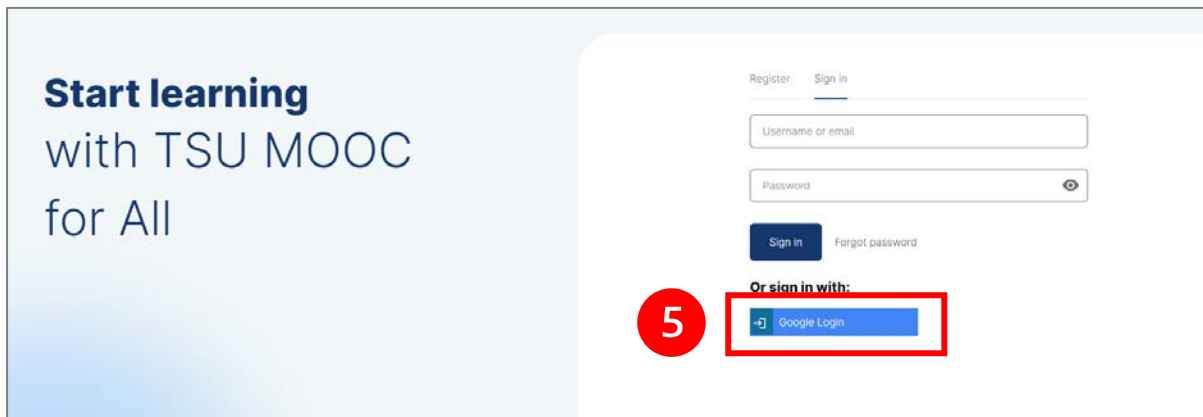 Start learning
with TSU MOOC
for All
Register Sign in
Username or email
Password
Sign in Forgot password
Or sign in with:
5
Google Login